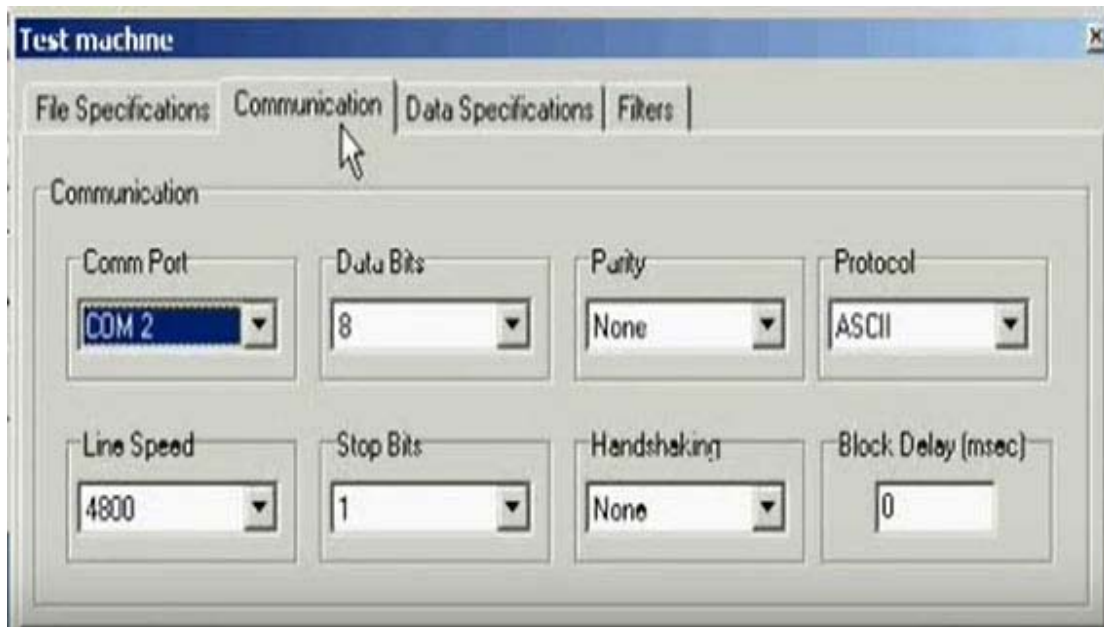 Test machine
File Specifications Communication Data Specifications Filters
Communication
Comm Port Data Bits Parity Protocol
COM 2 8 None ASCII
Line Speed Stop Bits Handshaking Block Delay (msec)
4800 1 None 0